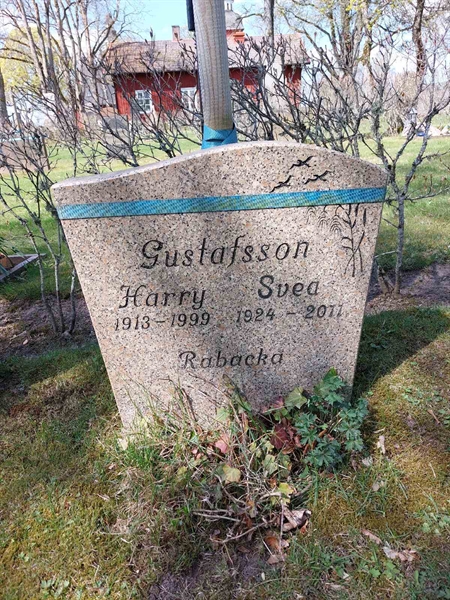 Gustafsson
Harry Svea
1913-1999 1924 - 2011
Rabacka